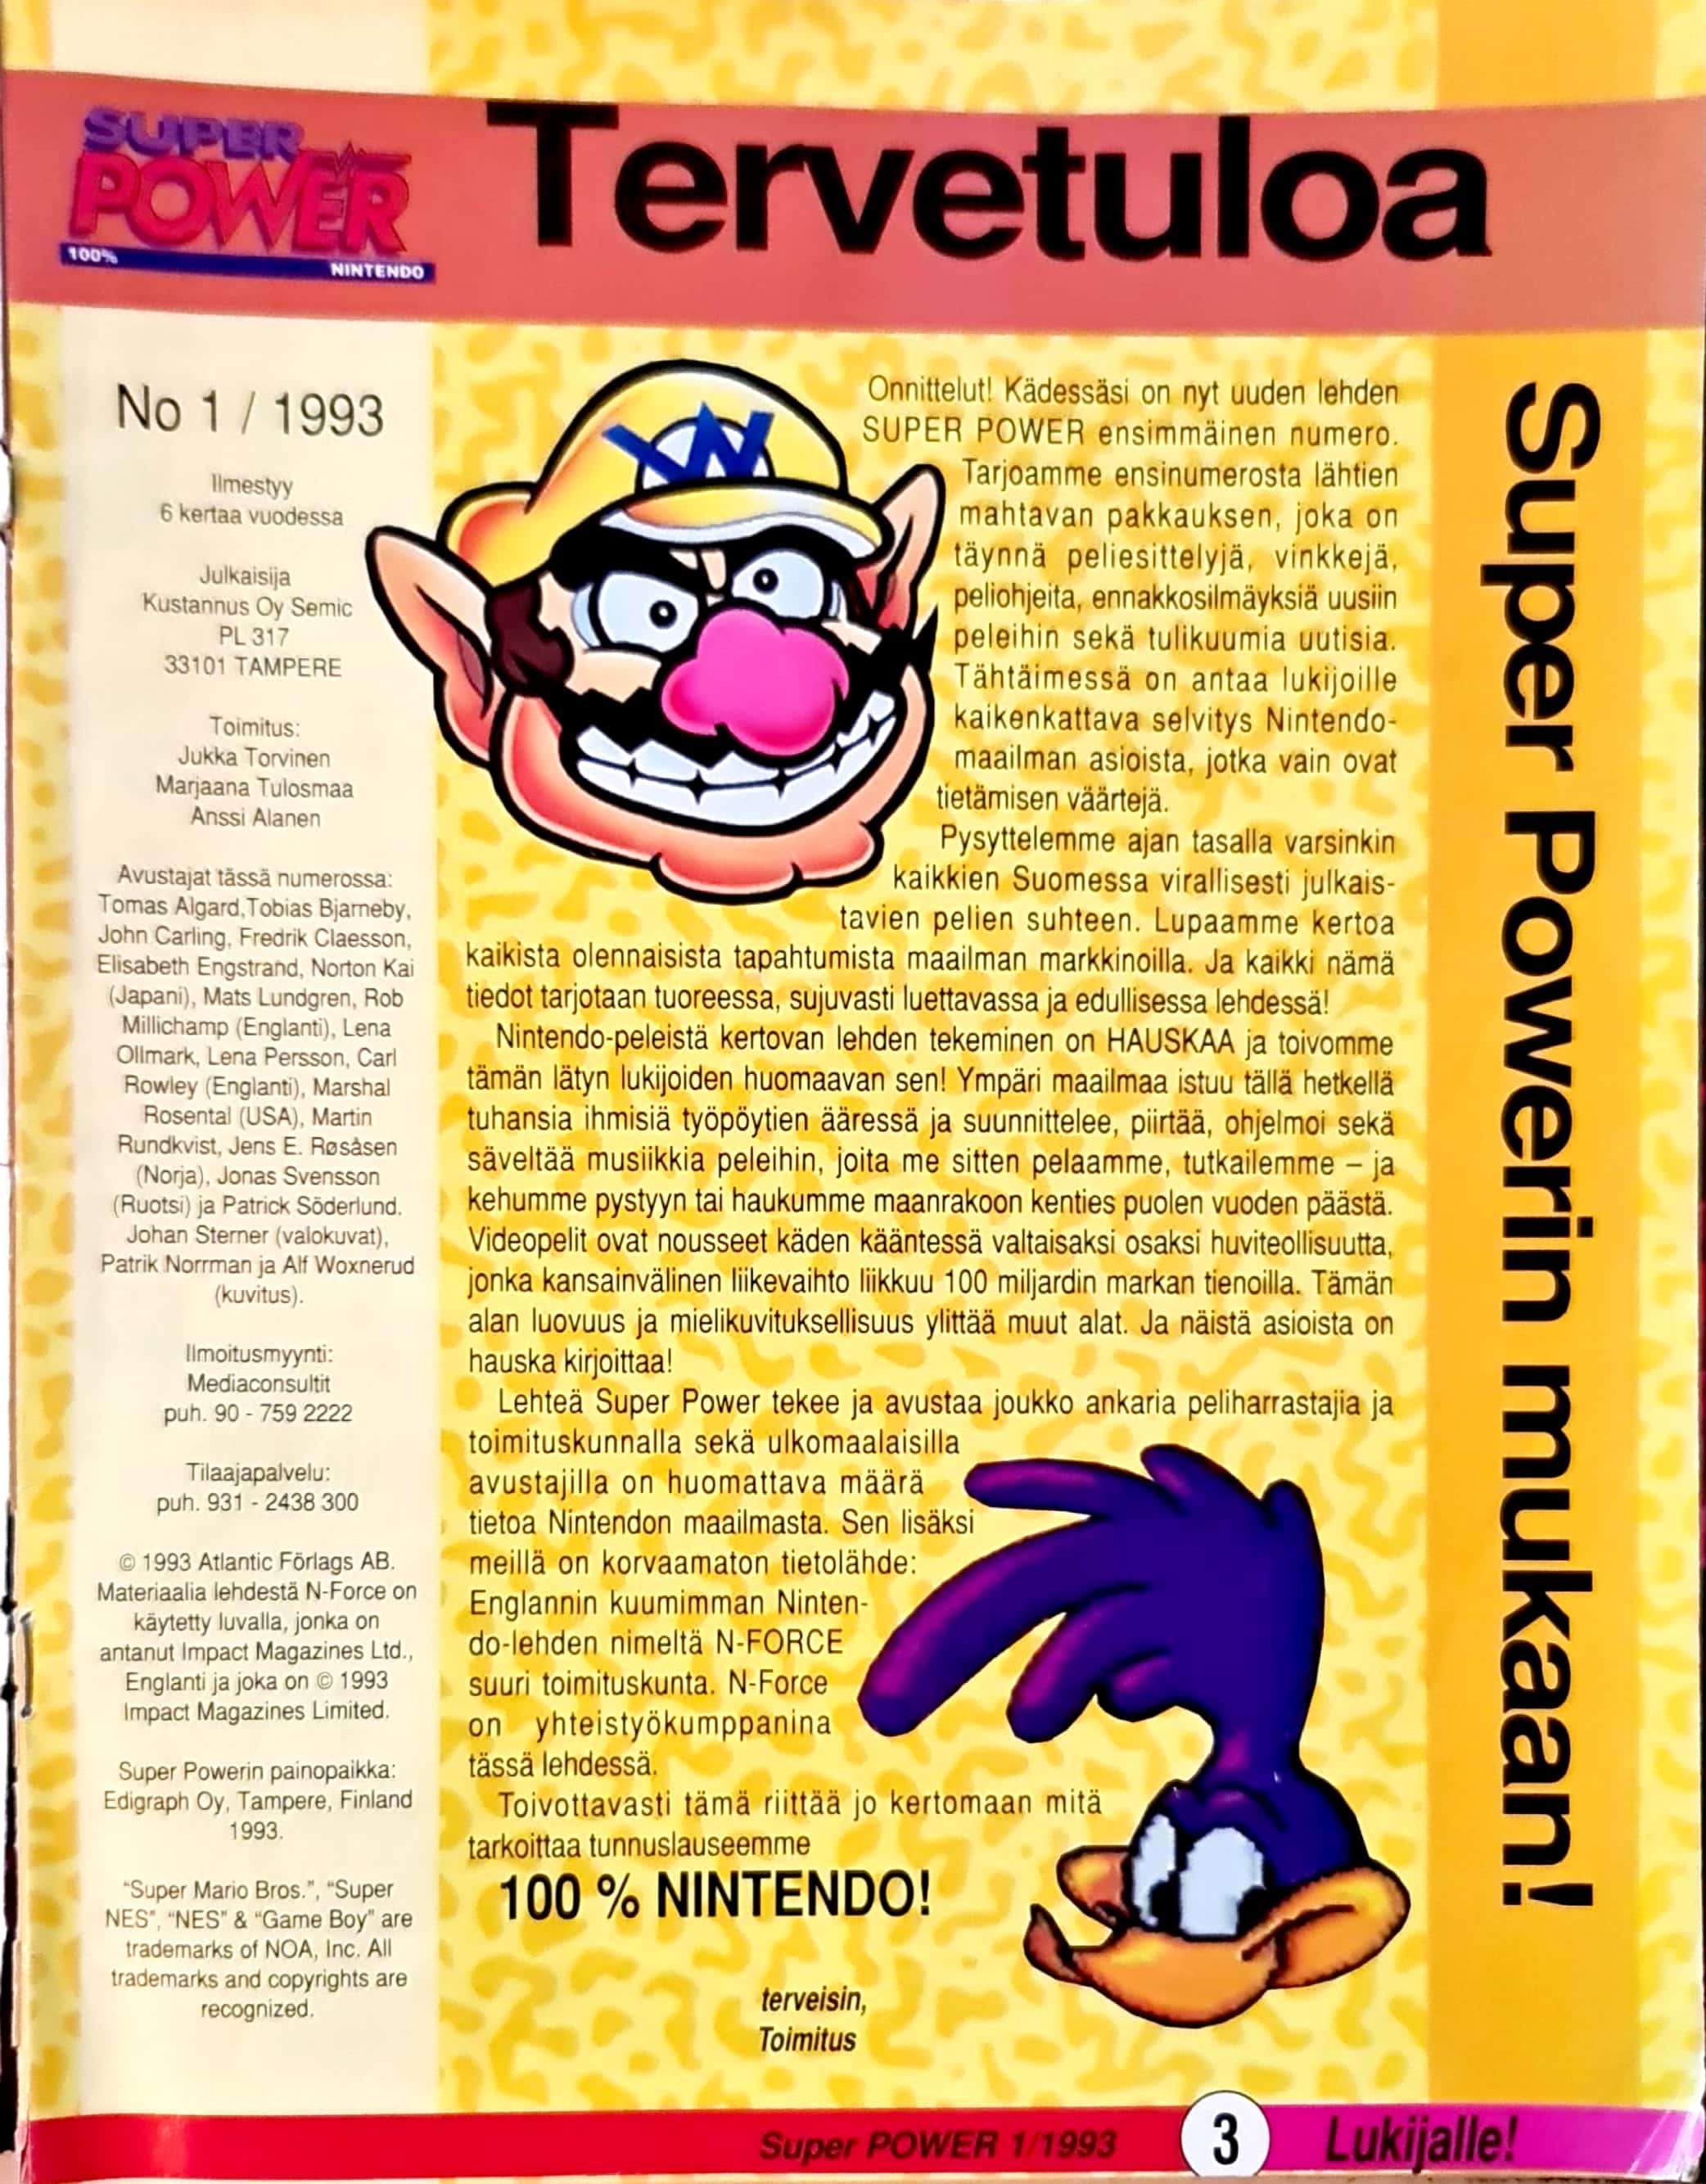 SUPER
POWER
100% NINTENDO
Tervetuloa
No 1 / 1993
Ilmestyy
6 kertaa vuodessa
Julkaisija
Kustannus Oy Semic
PL 317
33101 TAMPERE
Toimitus:
Jukka Torvinen
Marjaana Tulosmaa
Anssi Alanen
Avustajat tässä numerossa:
Tomas Algard,Tobias Bjarneby,
John Carling, Fredrik Claesson,
Elisabeth Engstrand, Norton Kai
(Japani), Mats Lundgren, Rob
Millichamp (Englanti), Lena
Ollmark, Lena Persson, Carl
Rowley (Englanti), Marshal
Rosental (USA), Martin
Rundkvist, Jens E. Røsåsen
(Norja), Jonas Svensson
(Ruotsi) ja Patrick Söderlund.
Johan Sterner (valokuvat),
Patrik Norrman ja Alf Woxnerud
(kuvitus).
Ilmoitusmyynti:
Mediaconsultit
puh. 90 - 759 2222
Tilaajapalvelu:
puh. 931 - 2438 300
© 1993 Atlantic Förlags AB.
Materiaalia lehdestä N-Force on
käytetty luvalla, jonka on
antanut Impact Magazines Ltd.,
Englanti ja joka on © 1993
Impact Magazines Limited.
Super Powerin painopaikka:
Edigraph Oy, Tampere, Finland
1993.
“Super Mario Bros.”, “Super
NES”, “NES” & “Game Boy” are
trademarks of NOA, Inc. All
trademarks and copyrights are
recognized.
W
Onnittelut! Kädessäsi on nyt uuden lehden
SUPER POWER ensimmäinen numero.
Tarjoamme ensinumerosta lähtien
mahtavan pakkauksen, joka on
täynnä peliesittelyjä, vinkkejä,
peliohjeita, ennakkosilmäyksiä uusiin
peleihin sekä tulikuumia uutisia.
Tähtäimessä on antaa lukijoille
kaikenkattava selvitys Nintendo-
maailman asioista, jotka vain ovat
tietämisen väärtejä.
Pysyttelemme ajan tasalla varsinkin
kaikkien Suomessa virallisesti julkais-
tavien pelien suhteen. Lupaamme kertoa
kaikista olennaisista tapahtumista maailman markkinoilla. Ja kaikki nämä
tiedot tarjotaan tuoreessa, sujuvasti luettavassa ja edullisessa lehdessä!
Nintendo-peleistä kertovan lehden tekeminen on HAUSKAA ja toivomme
tämän lätyn lukijoiden huomaavan sen! Ympäri maailmaa istuu tällä hetkellä
tuhansia ihmisiä työpöytien ääressä ja suunnittelee, piirtää, ohjelmoi sekä
säveltää musiikkia peleihin, joita me sitten pelaamme, tutkailemme – ja
kehumme pystyyn tai haukumme maanrakoon kenties puolen vuoden päästä.
Videopelit ovat nousseet käden kääntessä valtaisaksi osaksi huviteollisuutta,
jonka kansainvälinen liikevaihto liikkuu 100 miljardin markan tienoilla. Tämän
alan luovuus ja mielikuvituksellisuus ylittää muut alat. Ja näistä asioista on
hauska kirjoittaa!
Lehteä Super Power tekee ja avustaa joukko ankaria peliharrastajia ja
toimituskunnalla sekä ulkomaalaisilla
avustajilla on huomattava määrä
tietoa Nintendon maailmasta. Sen lisäksi
meillä on korvaamaton tietolähde:
Englannin kuumimman Ninten-
do-lehden nimeltä N-FORCE
suuri toimituskunta. N-Force
on yhteistyökumppanina
tässä lehdessä.
Toivottavasti tämä riittää jo kertomaan mitä
tarkoittaa tunnuslauseemme
100 % NINTENDO!
terveisin,
Toimitus
Super Powerin mukaan!
Super POWER 1/1993
3
Lukijalle!